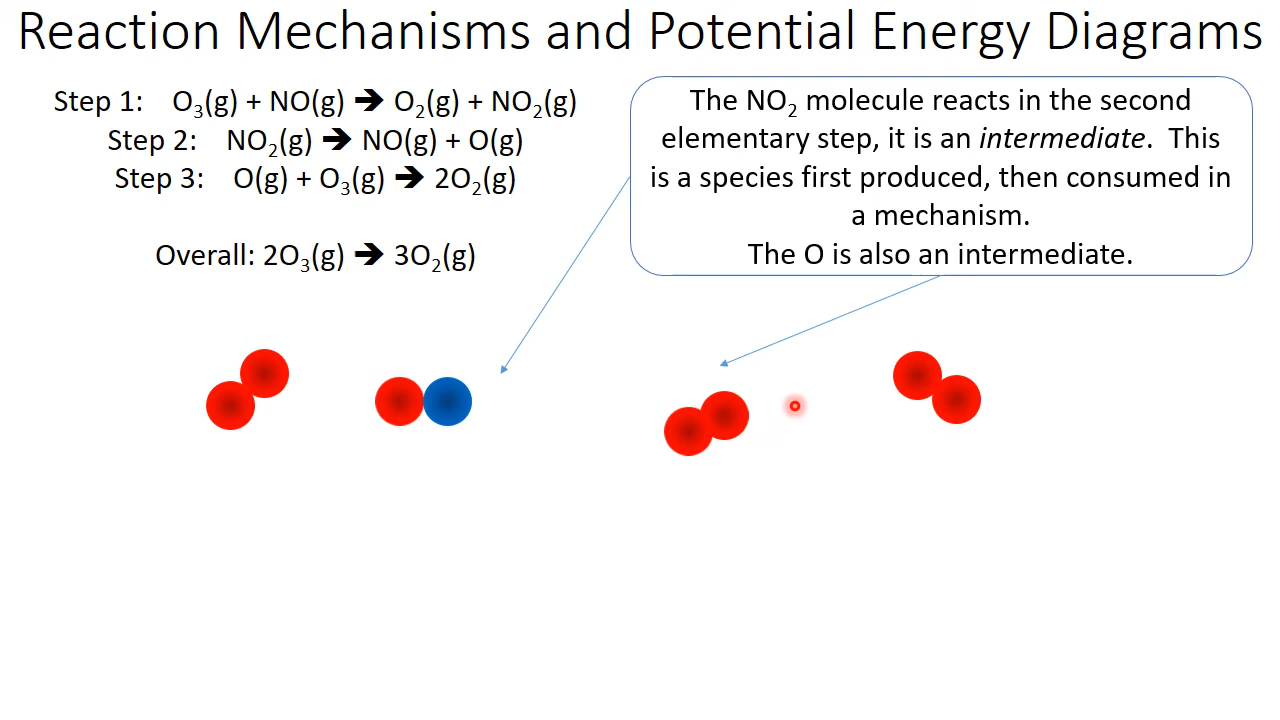 Reaction Mechanisms and Potential Energy Diagrams
Step 1: O₃(g) + NO(g) 🡺 O₂(g) + NO₂(g)
Step 2: NO₂(g) 🡺 NO(g) + O(g)
Step 3: O(g) + O₃(g) 🡺 2O₂(g)
Overall: 2O₃(g) 🡺 3O₂(g)
The NO₂ molecule reacts in the second
elementary step, it is an intermediate. This
is a species first produced, then consumed in
a mechanism.
The O is also an intermediate.